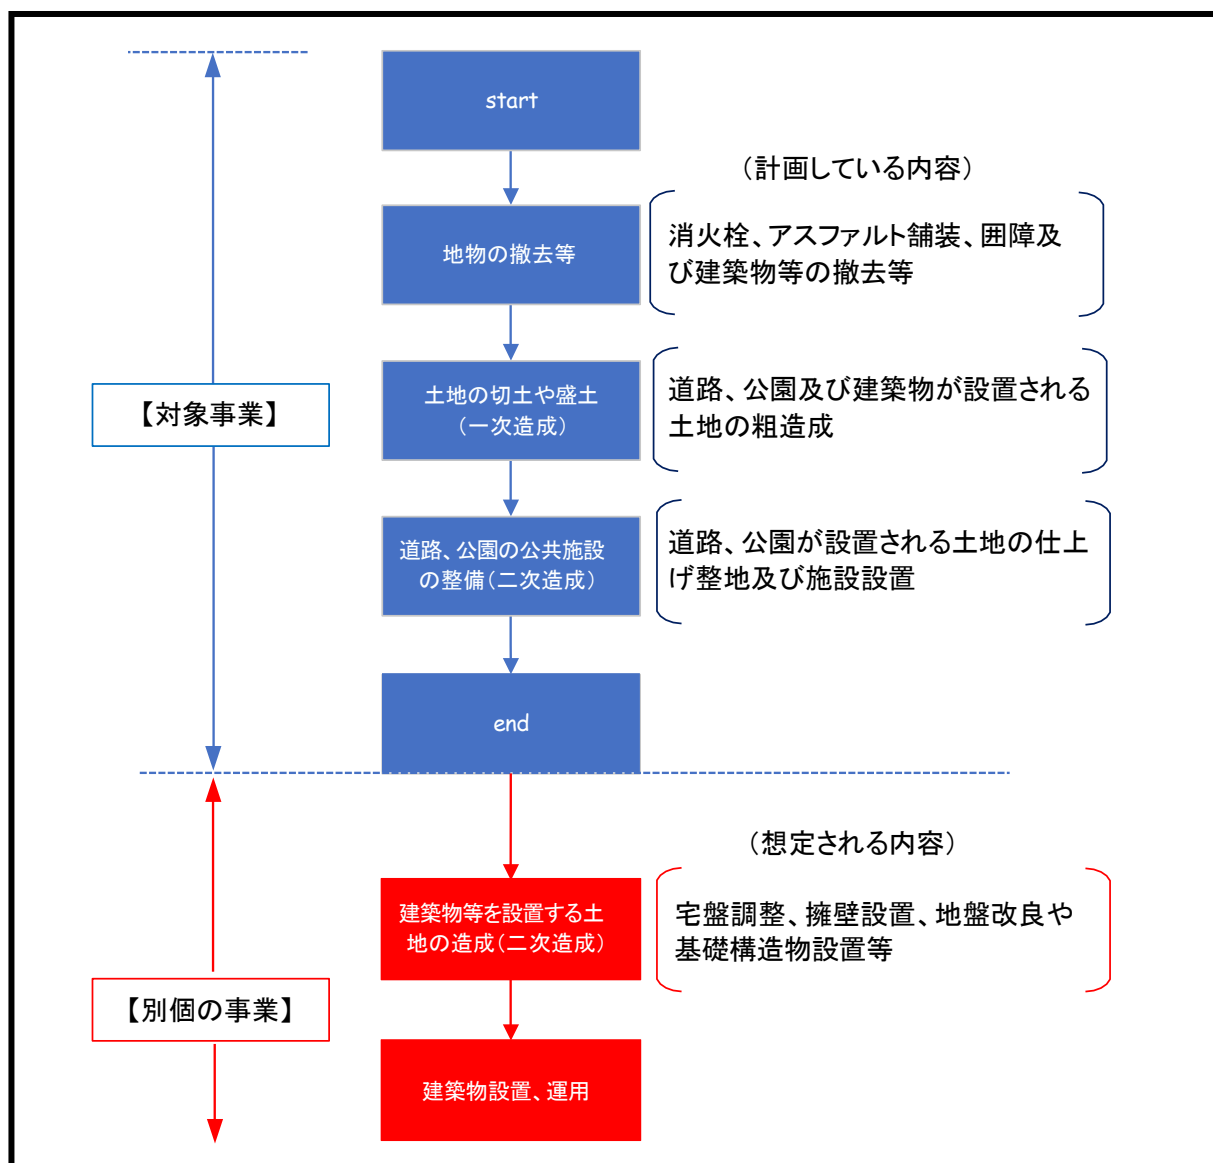 start
（計画している内容）
地物の撤去等
消火栓、アスファルト舗装、囲障及
び建築物等の撤去等
【対象事業】
土地の切土や盛土
（一次造成）
道路、公園及び建築物が設置される
土地の粗造成
道路、公園の公共施設
の整備（二次造成）
道路、公園が設置される土地の仕上
げ整地及び施設設置
end
（想定される内容）
建築物等を設置する土
地の造成（二次造成）
宅盤調整、擁壁設置、地盤改良や
基礎構造物設置等
【別個の事業】
建築物設置、運用